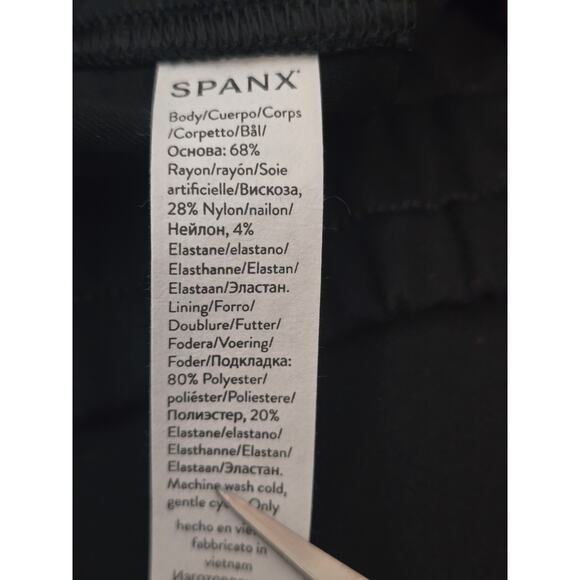 SPANX
Body/Cuerpo/Corps
/Corpetto/Bål/
Основа: 68%
Rayon/rayón/Soie
artificielle/Вискоза,
28% Nylon/nailon/
Нейлон, 4%
Elastane/elastano/
Elasthanne/Elastan/
Elastaan/Эластан.
Lining/Forro/
Doublure/Futter/
Fodera/Voering/
Foder/Подкладка:
80% Polyester/
poliéster/Poliestere/
Полиэстер, 20%
Elastane/elastano/
Elasthanne/Elastan/
Elastaan/Эластан.
Machine wash cold,
gentle Only
hecho en
fabbricato in
vietnam